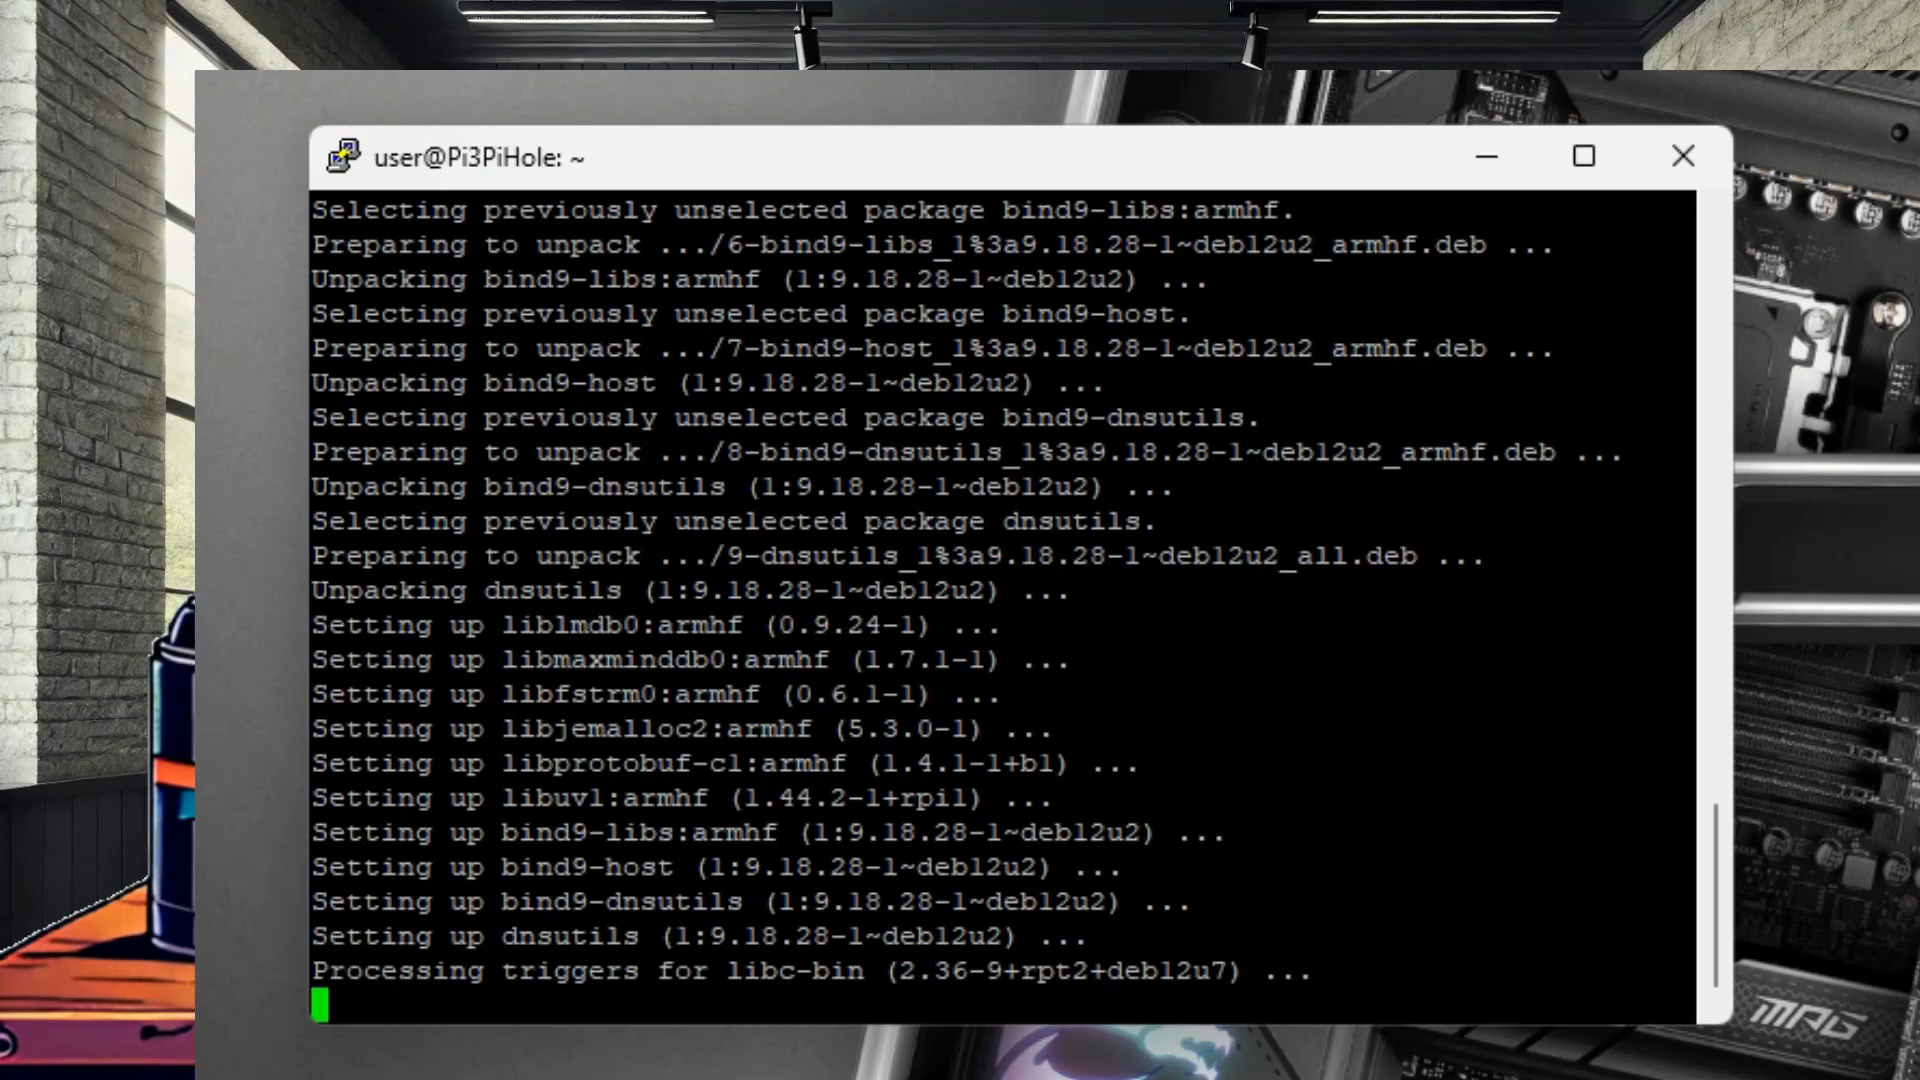 user@Pi3PiHole: ~
Selecting previously unselected package bind9-libs:armhf.
Preparing to unpack .../6-bind9-libs_1%3a9.18.28-1~deb12u2_armhf.deb ...
Unpacking bind9-libs:armhf (1:9.18.28-1~deb12u2) ...
Selecting previously unselected package bind9-host.
Preparing to unpack .../7-bind9-host_1%3a9.18.28-1~deb12u2_armhf.deb ...
Unpacking bind9-host (1:9.18.28-1~deb12u2) ...
Selecting previously unselected package bind9-dnsutils.
Preparing to unpack .../8-bind9-dnsutils_1%3a9.18.28-1~deb12u2_armhf.deb ...
Unpacking bind9-dnsutils (1:9.18.28-1~deb12u2) ...
Selecting previously unselected package dnsutils.
Preparing to unpack .../9-dnsutils_1%3a9.18.28-1~deb12u2_all.deb ...
Unpacking dnsutils (1:9.18.28-1~deb12u2) ...
Setting up liblmdb0:armhf (0.9.24-1) ...
Setting up libmaxminddb0:armhf (1.7.1-1) ...
Setting up libfstrm0:armhf (0.6.1-1) ...
Setting up libjemalloc2:armhf (5.3.0-1) ...
Setting up libprotobuf-c1:armhf (1.4.1-1+b1) ...
Setting up libuv1:armhf (1.44.2-1+rpi1) ...
Setting up bind9-libs:armhf (1:9.18.28-1~deb12u2) ...
Setting up bind9-host (1:9.18.28-1~deb12u2) ...
Setting up bind9-dnsutils (1:9.18.28-1~deb12u2) ...
Setting up dnsutils (1:9.18.28-1~deb12u2) ...
Processing triggers for libc-bin (2.36-9+rpt2+deb12u7) ...
MPG